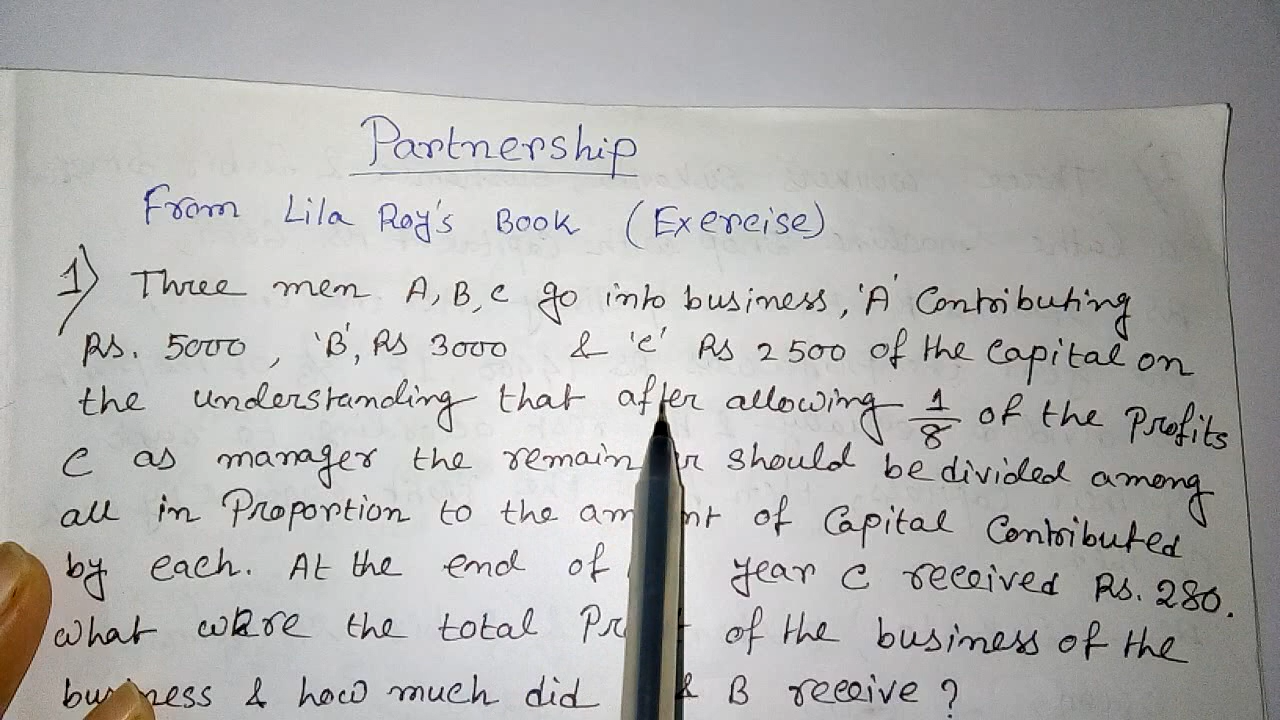 Partnership
From Lila Roy's Book (Exercise)
1) Three men A, B, C go into business, 'A' Contributing
Rs. 5000, 'B', Rs 3000 & 'C' Rs 2500 of the Capital on
the understanding that after allowing 1/8 of the Profits
C as manager the remain should be divided among
all in Proportion to the of Capital Contributed
by each. At the end of year C received Rs. 280.
What were the total of the business of the
business & how much did & B receive?